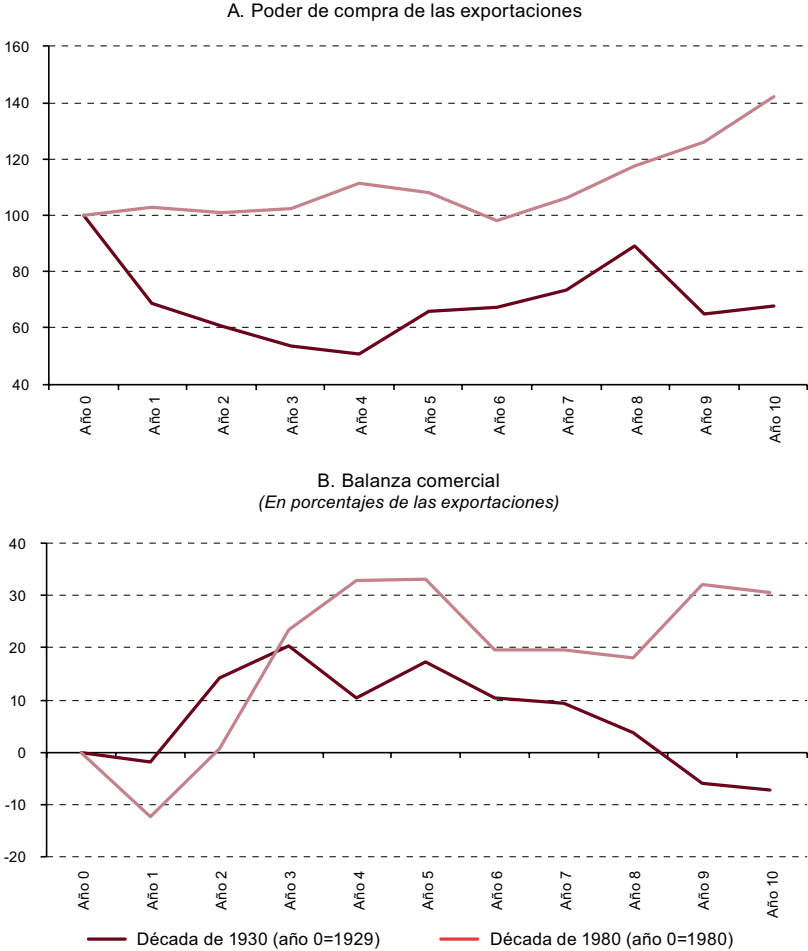 A. Poder de compra de las exportaciones
160
140
120
100
80
60
40
Año 0
Año 1
Año 2
Año 3
Año 4
Año 5
Año 6
Año 7
Año 8
Año 9
Año 10
B. Balanza comercial
(En porcentajes de las exportaciones)
40
30
20
10
0
-10
-20
Año 0
Año 1
Año 2
Año 3
Año 4
Año 5
Año 6
Año 7
Año 8
Año 9
Año 10
Década de 1930 (año 0=1929)
Década de 1980 (año 0=1980)